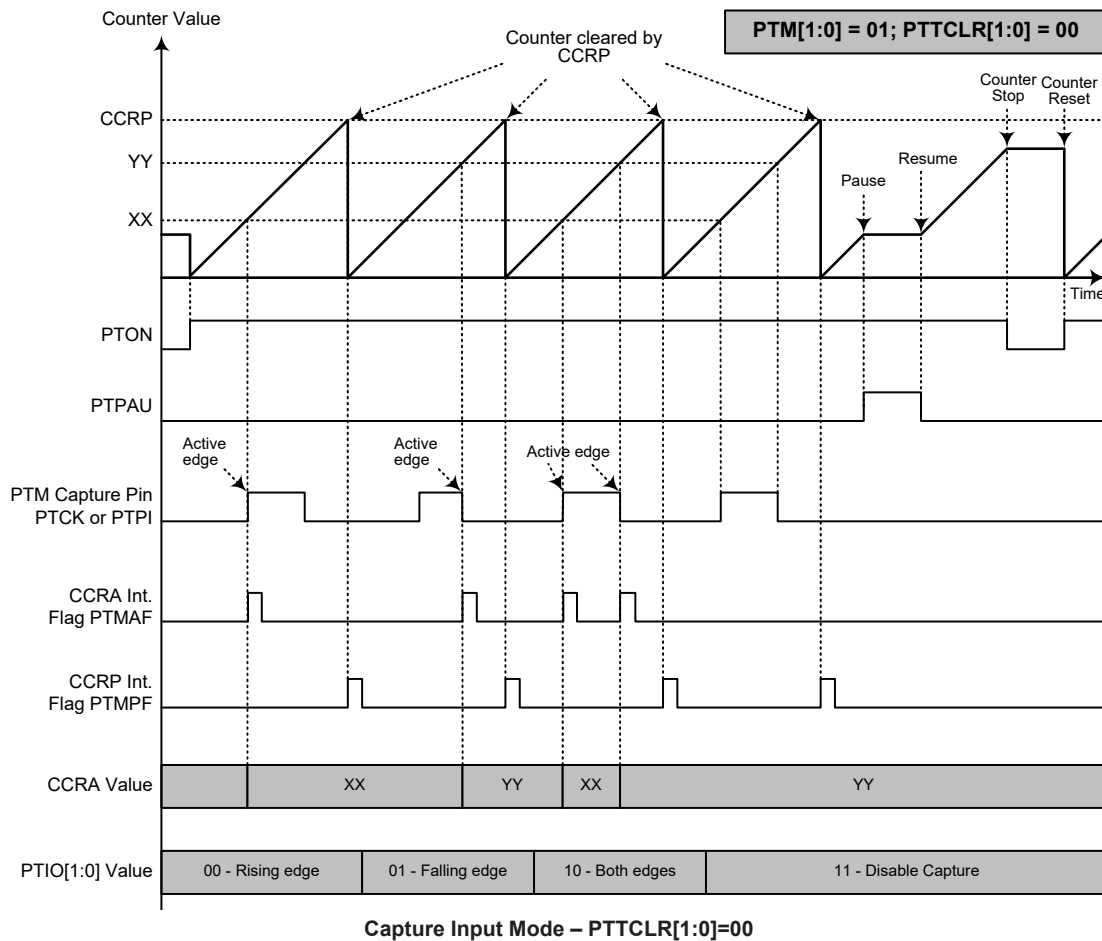 Counter Value
PTM[1:0] = 01; PTTCLR[1:0] = 00
Counter cleared by
CCRP
Counter
Stop
Counter
Reset
CCRP
YY
Resume
Pause
XX
Time
PTON
PTPAU
Active
edge
Active
edge
Active edge
PTM Capture Pin
PTCK or PTPI
CCRA Int.
Flag PTMAF
CCRP Int.
Flag PTMPF
CCRA Value
XX
YY
XX
YY
PTIO[1:0] Value
00 - Rising edge
01 - Falling edge
10 - Both edges
11 - Disable Capture
Capture Input Mode – PTTCLR[1:0]=00